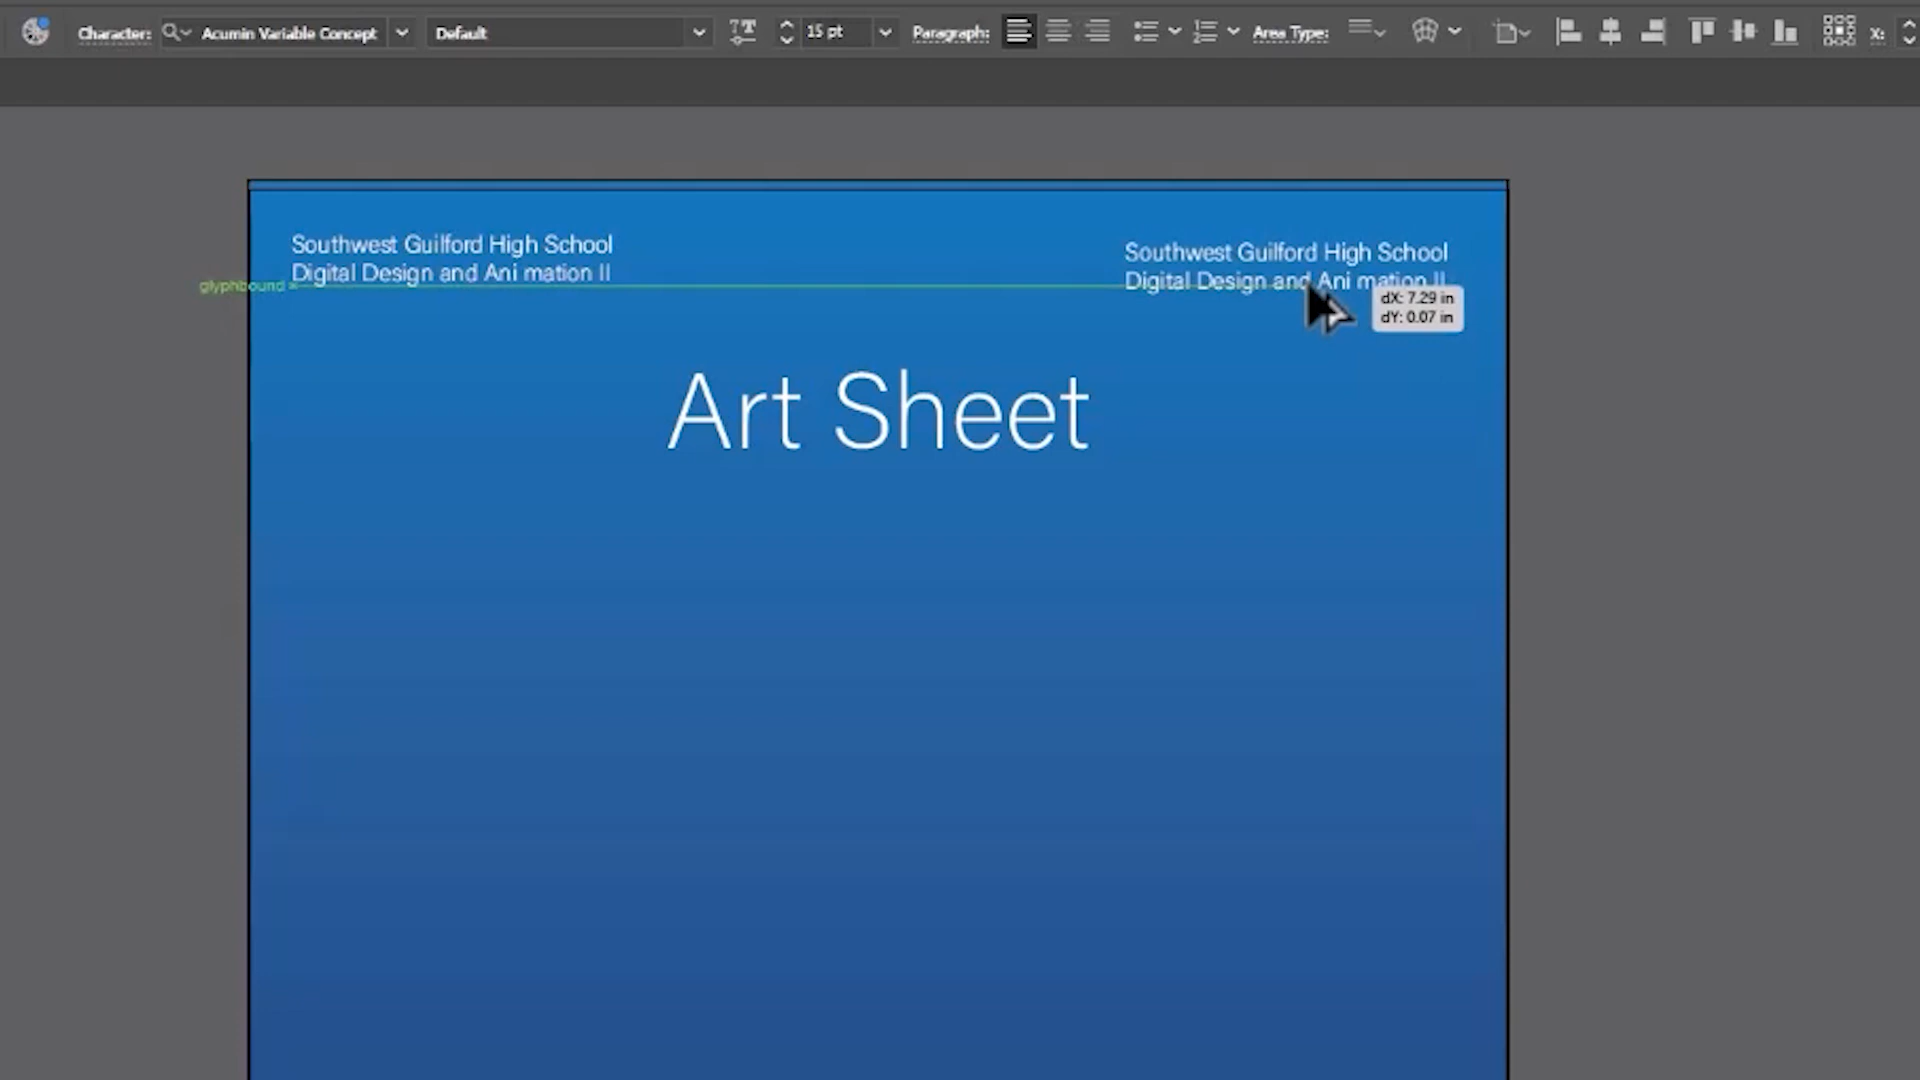 Character: Acumin Variable Concept Default 15 pt Paragraph: Area Type: X:
Southwest Guilford High School
Digital Design and Ani mation II
Southwest Guilford High School
Digital Design and Ani mation II
glyphbound
dX: 7.29 in
dY: 0.07 in
Art Sheet